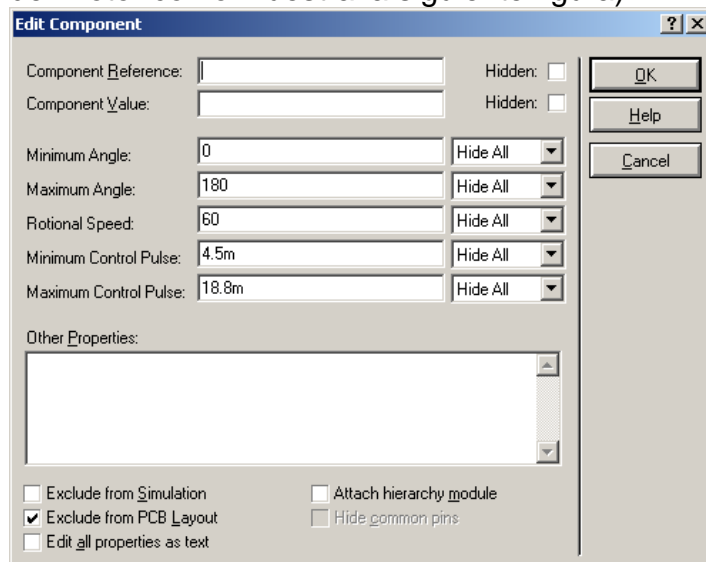 Edit Component
Component Reference:
Hidden:
OK
Component Value:
Hidden:
Help
Cancel
Minimum Angle: 0 Hide All
Maximum Angle: 180 Hide All
Rotional Speed: 60 Hide All
Minimum Control Pulse: 4.5m Hide All
Maximum Control Pulse: 18.8m Hide All
Other Properties:
Exclude from Simulation
Attach hierarchy module
Exclude from PCB Layout
Hide common pins
Edit all properties as text